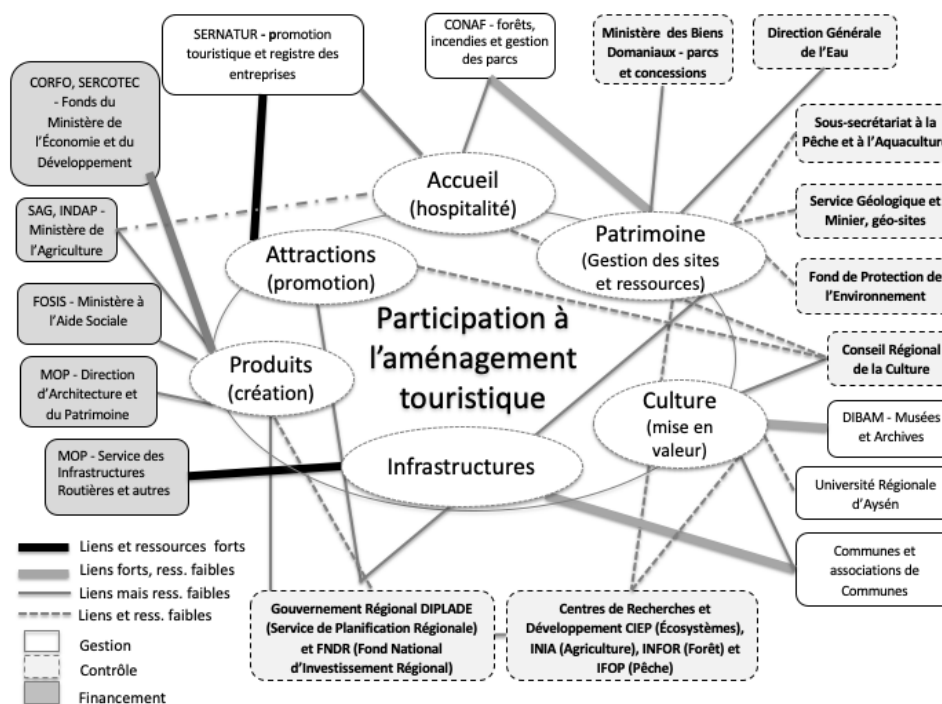 SERNATUR - promotion
touristique et registre des
entreprises
CONAF - forêts,
incendies et gestion
des parcs
Ministère des Biens
Domaniaux - parcs
et concessions
Direction Générale
de l'Eau
CORFO, SERCOTEC
- Fonds du
Ministère de
l'Économie et du
Développement
Sous-secrétariat à la
Pêche et à l'Aquaculture
SAG, INDAP -
Ministère de
l'Agriculture
Service Géologique et
Minier, géo-sites
FOSIS - Ministère à
l'Aide Sociale
Fond de Protection de
l'Environnement
MOP - Direction
d'Architecture et
du Patrimoine
Conseil Régional
de la Culture
MOP - Service des
Infrastructures
Routières et autres
DIBAM - Musées
et Archives
Université Régionale
d'Aysén
Communes et
associations de
Communes
Accueil
(hospitalité)
Attractions
(promotion)
Patrimoine
(Gestion des sites
et ressources)
Participation à
l'aménagement
touristique
Produits
(création)
Culture
(mise en
valeur)
Infrastructures
Liens et ressources forts
Liens forts, ress. faibles
Liens mais ress. faibles
Liens et ress. faibles
Gestion
Contrôle
Financement
Gouvernement Régional DIPLADE
(Service de Planification Régionale)
et FNDR (Fond National
d'Investissement Régional)
Centres de Recherches et
Développement CIEP (Écosystèmes),
INIA (Agriculture), INFOR (Forêt) et
IFOP (Pêche)